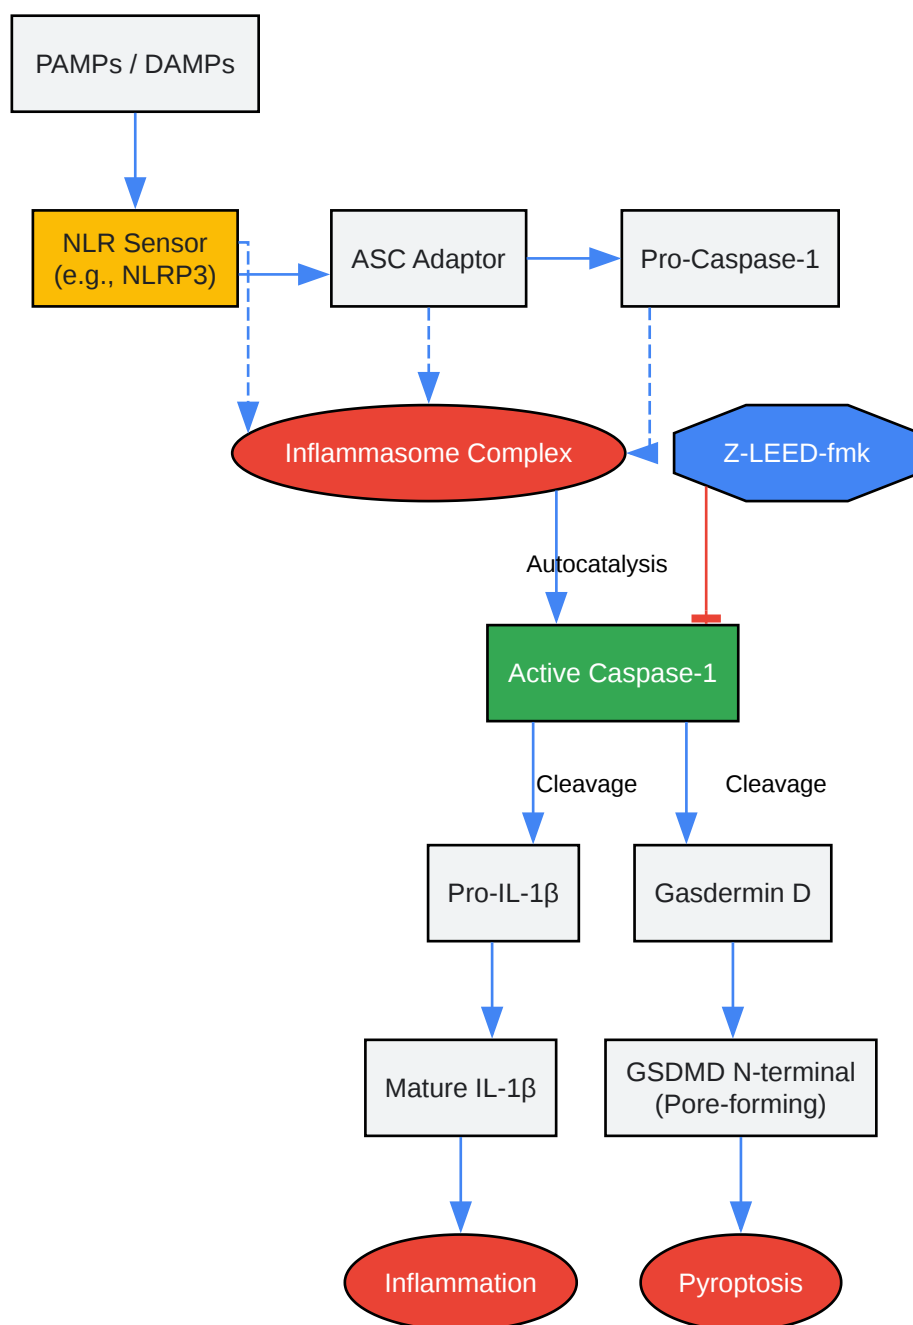 PAMPs / DAMPs
NLR Sensor
(e.g., NLRP3)
ASC Adaptor
Pro-Caspase-1
Inflammasome Complex
Z-LEED-fmk
Autocatalysis
Active Caspase-1
Cleavage
Cleavage
Pro-IL-1β
Gasdermin D
Mature IL-1β
GSDMD N-terminal
(Pore-forming)
Inflammation
Pyroptosis